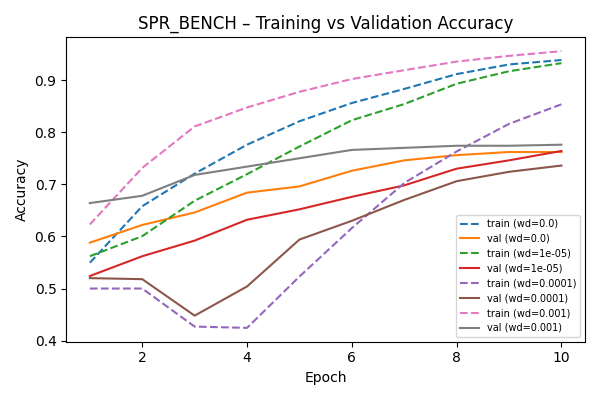 SPR_BENCH – Training vs Validation Accuracy
Accuracy
0.9
0.8
0.7
0.6
0.5
0.4
2
4
6
8
10
Epoch
train (wd=0.0)
val (wd=0.0)
train (wd=1e-05)
val (wd=1e-05)
train (wd=0.0001)
val (wd=0.0001)
train (wd=0.001)
val (wd=0.001)